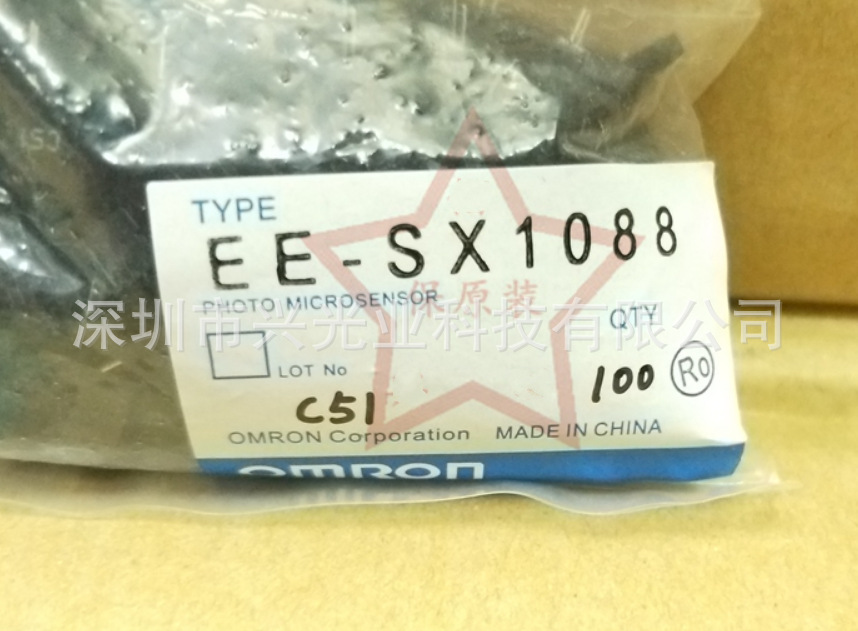 TYPE
EE-SX1088
PHOTO MICROSENSOR
保原装
QTY
深圳市兴光业科技有限公司
LOT No
100 R0
C51
OMRON Corporation MADE IN CHINA
OMRON